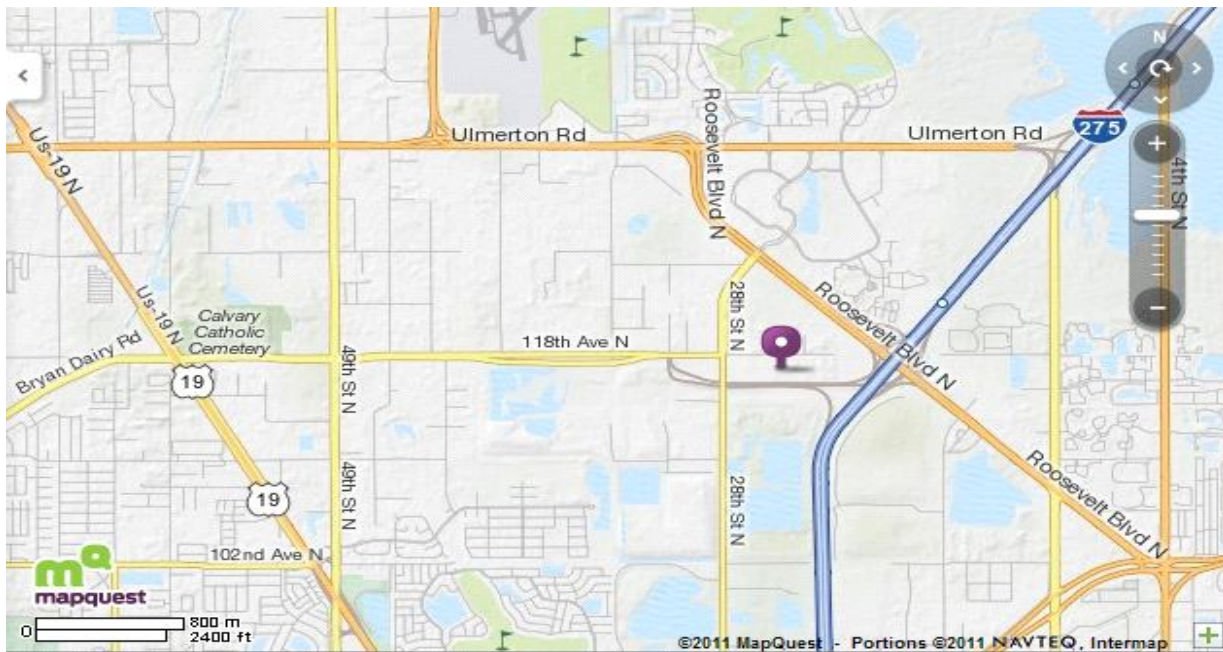 N
Roosevelt Blvd N
Ulmerton Rd
Ulmerton Rd
275
Us-19 N
4th St N
Us-19 N
28th St N
Roosevelt Blvd N
Calvary
Catholic
Cemetery
118th Ave N
Bryan Dairy Rd
49th St N
19
Roosevelt Blvd N
49th St N
28th St N
19
102nd Ave N
mapquest
0
800 m
2400 ft
©2011 MapQuest - Portions ©2011 NAVTEQ, Intermap